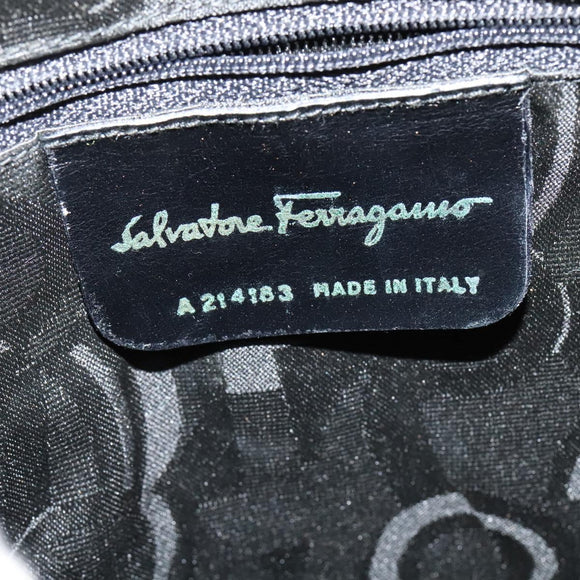 Salvatore Ferragamo
A 214183 MADE IN ITALY